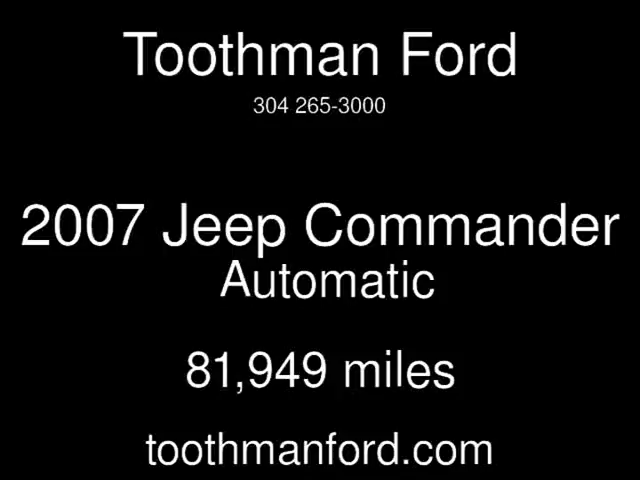 Toothman Ford
304 265-3000
2007 Jeep Commander
Automatic
81,949 miles
toothmanford.com